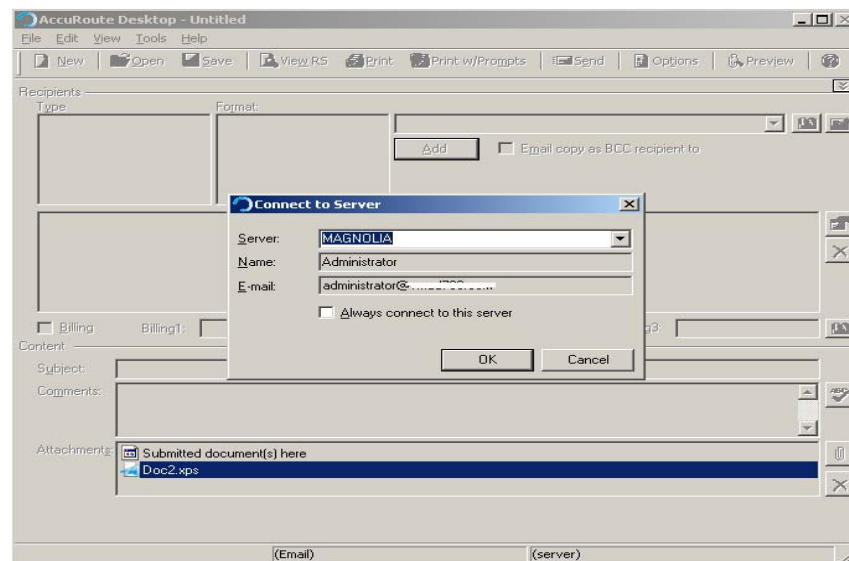 AccuRoute Desktop - Untitled
File Edit View Tools Help
New Open Save View RS Print Print w/Prompts Send Options Preview
Recipients
Type Format:
Add Email copy as BCC recipient to
Connect to Server
Server: MAGNOLIA
Name: Administrator
E-mail: administrator@
Always connect to this server
OK Cancel
Billing Billing1: g3:
Content
Subject:
Comments:
ABC
Attachments: Submitted document(s) here
Doc2.xps
(Email) (server)